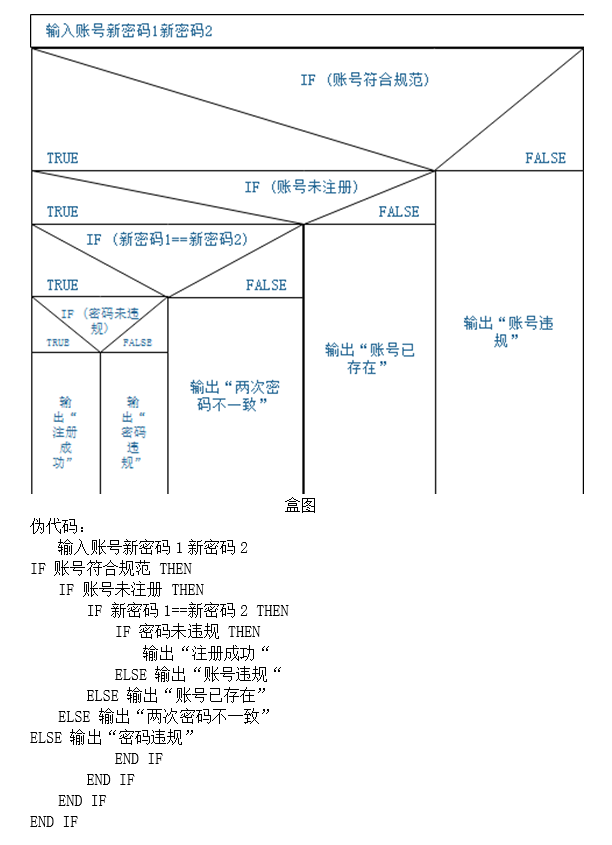 输入账号新密码1新密码2
IF（账号符合规范）
TRUE
FALSE
IF（账号未注册）
TRUE
FALSE
IF（新密码1==新密码2）
TRUE
FALSE
IF（密码未违
规）
TRUE
FALSE
输
出“
注册
成
功”
输
出“
密码
违
规”
输出“两次密
码不一致”
输出“账号已
存在”
输出“账号违
规”
盒图
伪代码：
输入账号新密码1新密码2
IF 账号符合规范 THEN
IF 账号未注册 THEN
IF 新密码1==新密码2 THEN
IF 密码未违规 THEN
输出“注册成功“
ELSE 输出“账号违规“
ELSE 输出“账号已存在”
ELSE 输出“两次密码不一致”
ELSE 输出“密码违规”
END IF
END IF
END IF
END IF